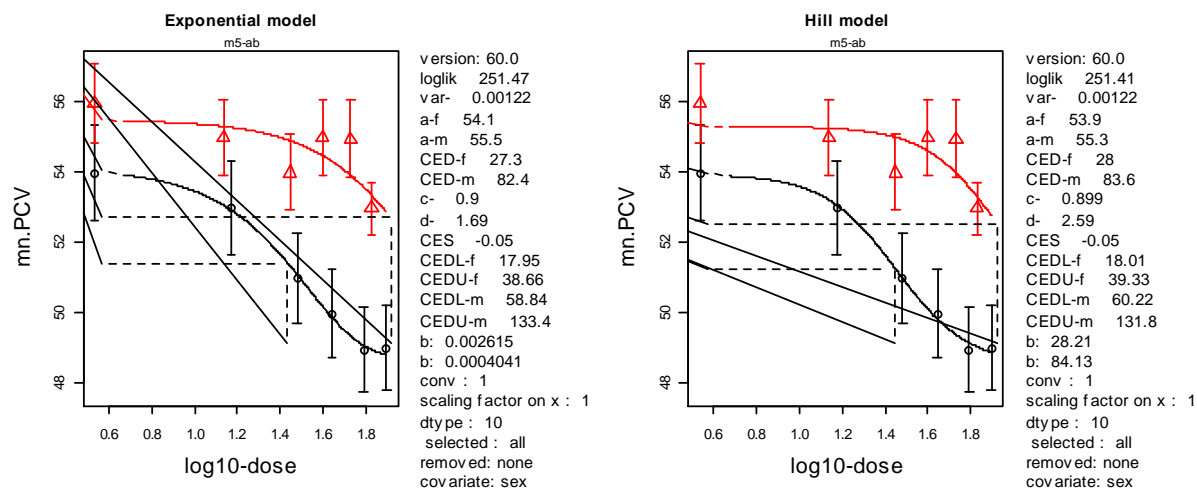 Exponential model
m5-ab
mn.PCV
56
54
52
50
48
0.6 0.8 1.0 1.2 1.4 1.6 1.8
log10-dose
version: 60.0
loglik 251.47
var- 0.00122
a-f 54.1
a-m 55.5
CED-f 27.3
CED-m 82.4
c- 0.9
d- 1.69
CES -0.05
CEDL-f 17.95
CEDU-f 38.66
CEDL-m 58.84
CEDU-m 133.4
b: 0.002615
b: 0.0004041
conv : 1
scaling factor on x : 1
dtype : 10
selected : all
removed: none
covariate: sex
Hill model
m5-ab
mn.PCV
56
54
52
50
48
0.6 0.8 1.0 1.2 1.4 1.6 1.8
log10-dose
version: 60.0
loglik 251.41
var- 0.00122
a-f 53.9
a-m 55.3
CED-f 28
CED-m 83.6
c- 0.899
d- 2.59
CES -0.05
CEDL-f 18.01
CEDU-f 39.33
CEDL-m 60.22
CEDU-m 131.8
b: 28.21
b: 84.13
conv : 1
scaling factor on x : 1
dtype : 10
selected : all
removed: none
covariate: sex